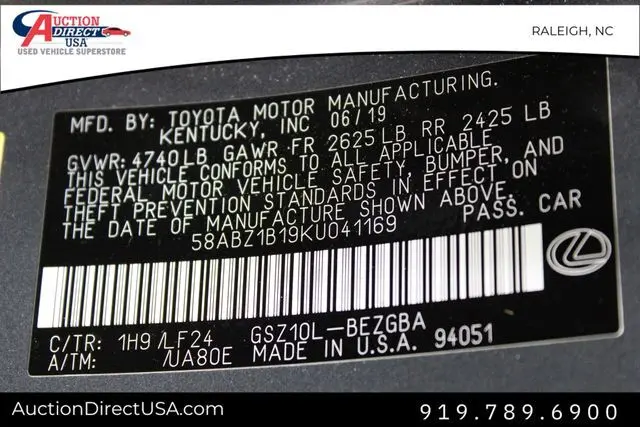 AUCTION
DIRECT
USA
USED VEHICLE SUPERSTORE
RALEIGH, NC
MFD. BY: TOYOTA MOTOR MANUFACTURING.
KENTUCKY, INC 06/19
GVWR: 4740LB GAWR FR 2625LB RR 2425 LB
THIS VEHICLE CONFORMS TO ALL APPLICABLE
FEDERAL MOTOR VEHICLE SAFETY, BUMPER, AND
THEFT PREVENTION STANDARDS IN EFFECT ON
THE DATE OF MANUFACTURE SHOWN ABOVE.
58ABZ1B19KU041169 PASS. CAR
C/TR: 1H9 /LF24 GSZ10L-BEZGBA
A/TM: /UA80E MADE IN U.S.A. 94051
AuctionDirectUSA.com
919.789.6900